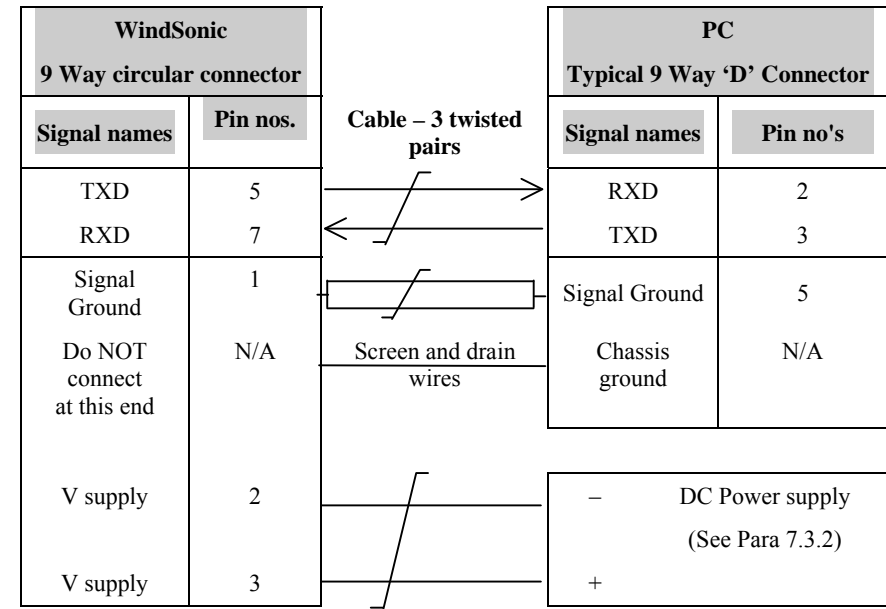 WindSonic
9 Way circular connector
PC
Typical 9 Way ‘D’ Connector
Signal names
Pin nos.
Cable – 3 twisted
pairs
Signal names
Pin no's
TXD 5 RXD 2
RXD 7 TXD 3
Signal
Ground
1
Signal Ground 5
Do NOT
connect
at this end
N/A
Screen and drain
wires
Chassis
ground
N/A
V supply 2 – DC Power supply
(See Para 7.3.2)
V supply 3 +